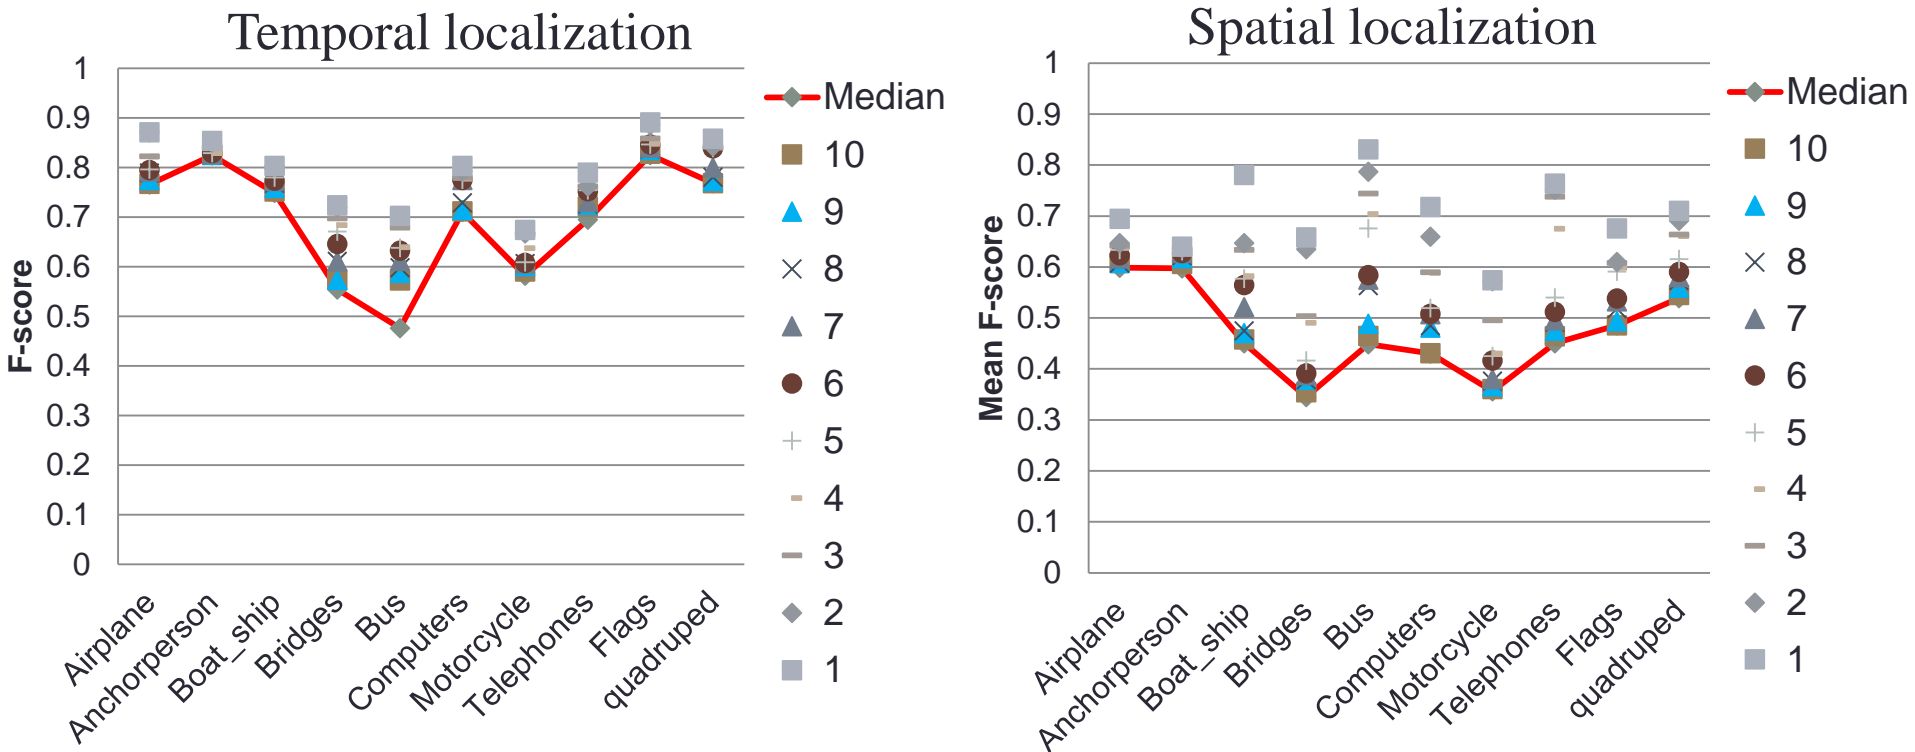 Temporal localization
F-score
1
0.9
0.8
0.7
0.6
0.5
0.4
0.3
0.2
0.1
0
Airplane
Anchorperson
Boat_ship
Bridges
Bus
Computers
Motorcycle
Telephones
Flags
quadruped
Median
10
9
8
7
6
5
4
3
2
1
Spatial localization
Mean F-score
1
0.9
0.8
0.7
0.6
0.5
0.4
0.3
0.2
0.1
0
Airplane
Anchorperson
Boat_ship
Bridges
Bus
Computers
Motorcycle
Telephones
Flags
quadruped
Median
10
9
8
7
6
5
4
3
2
1